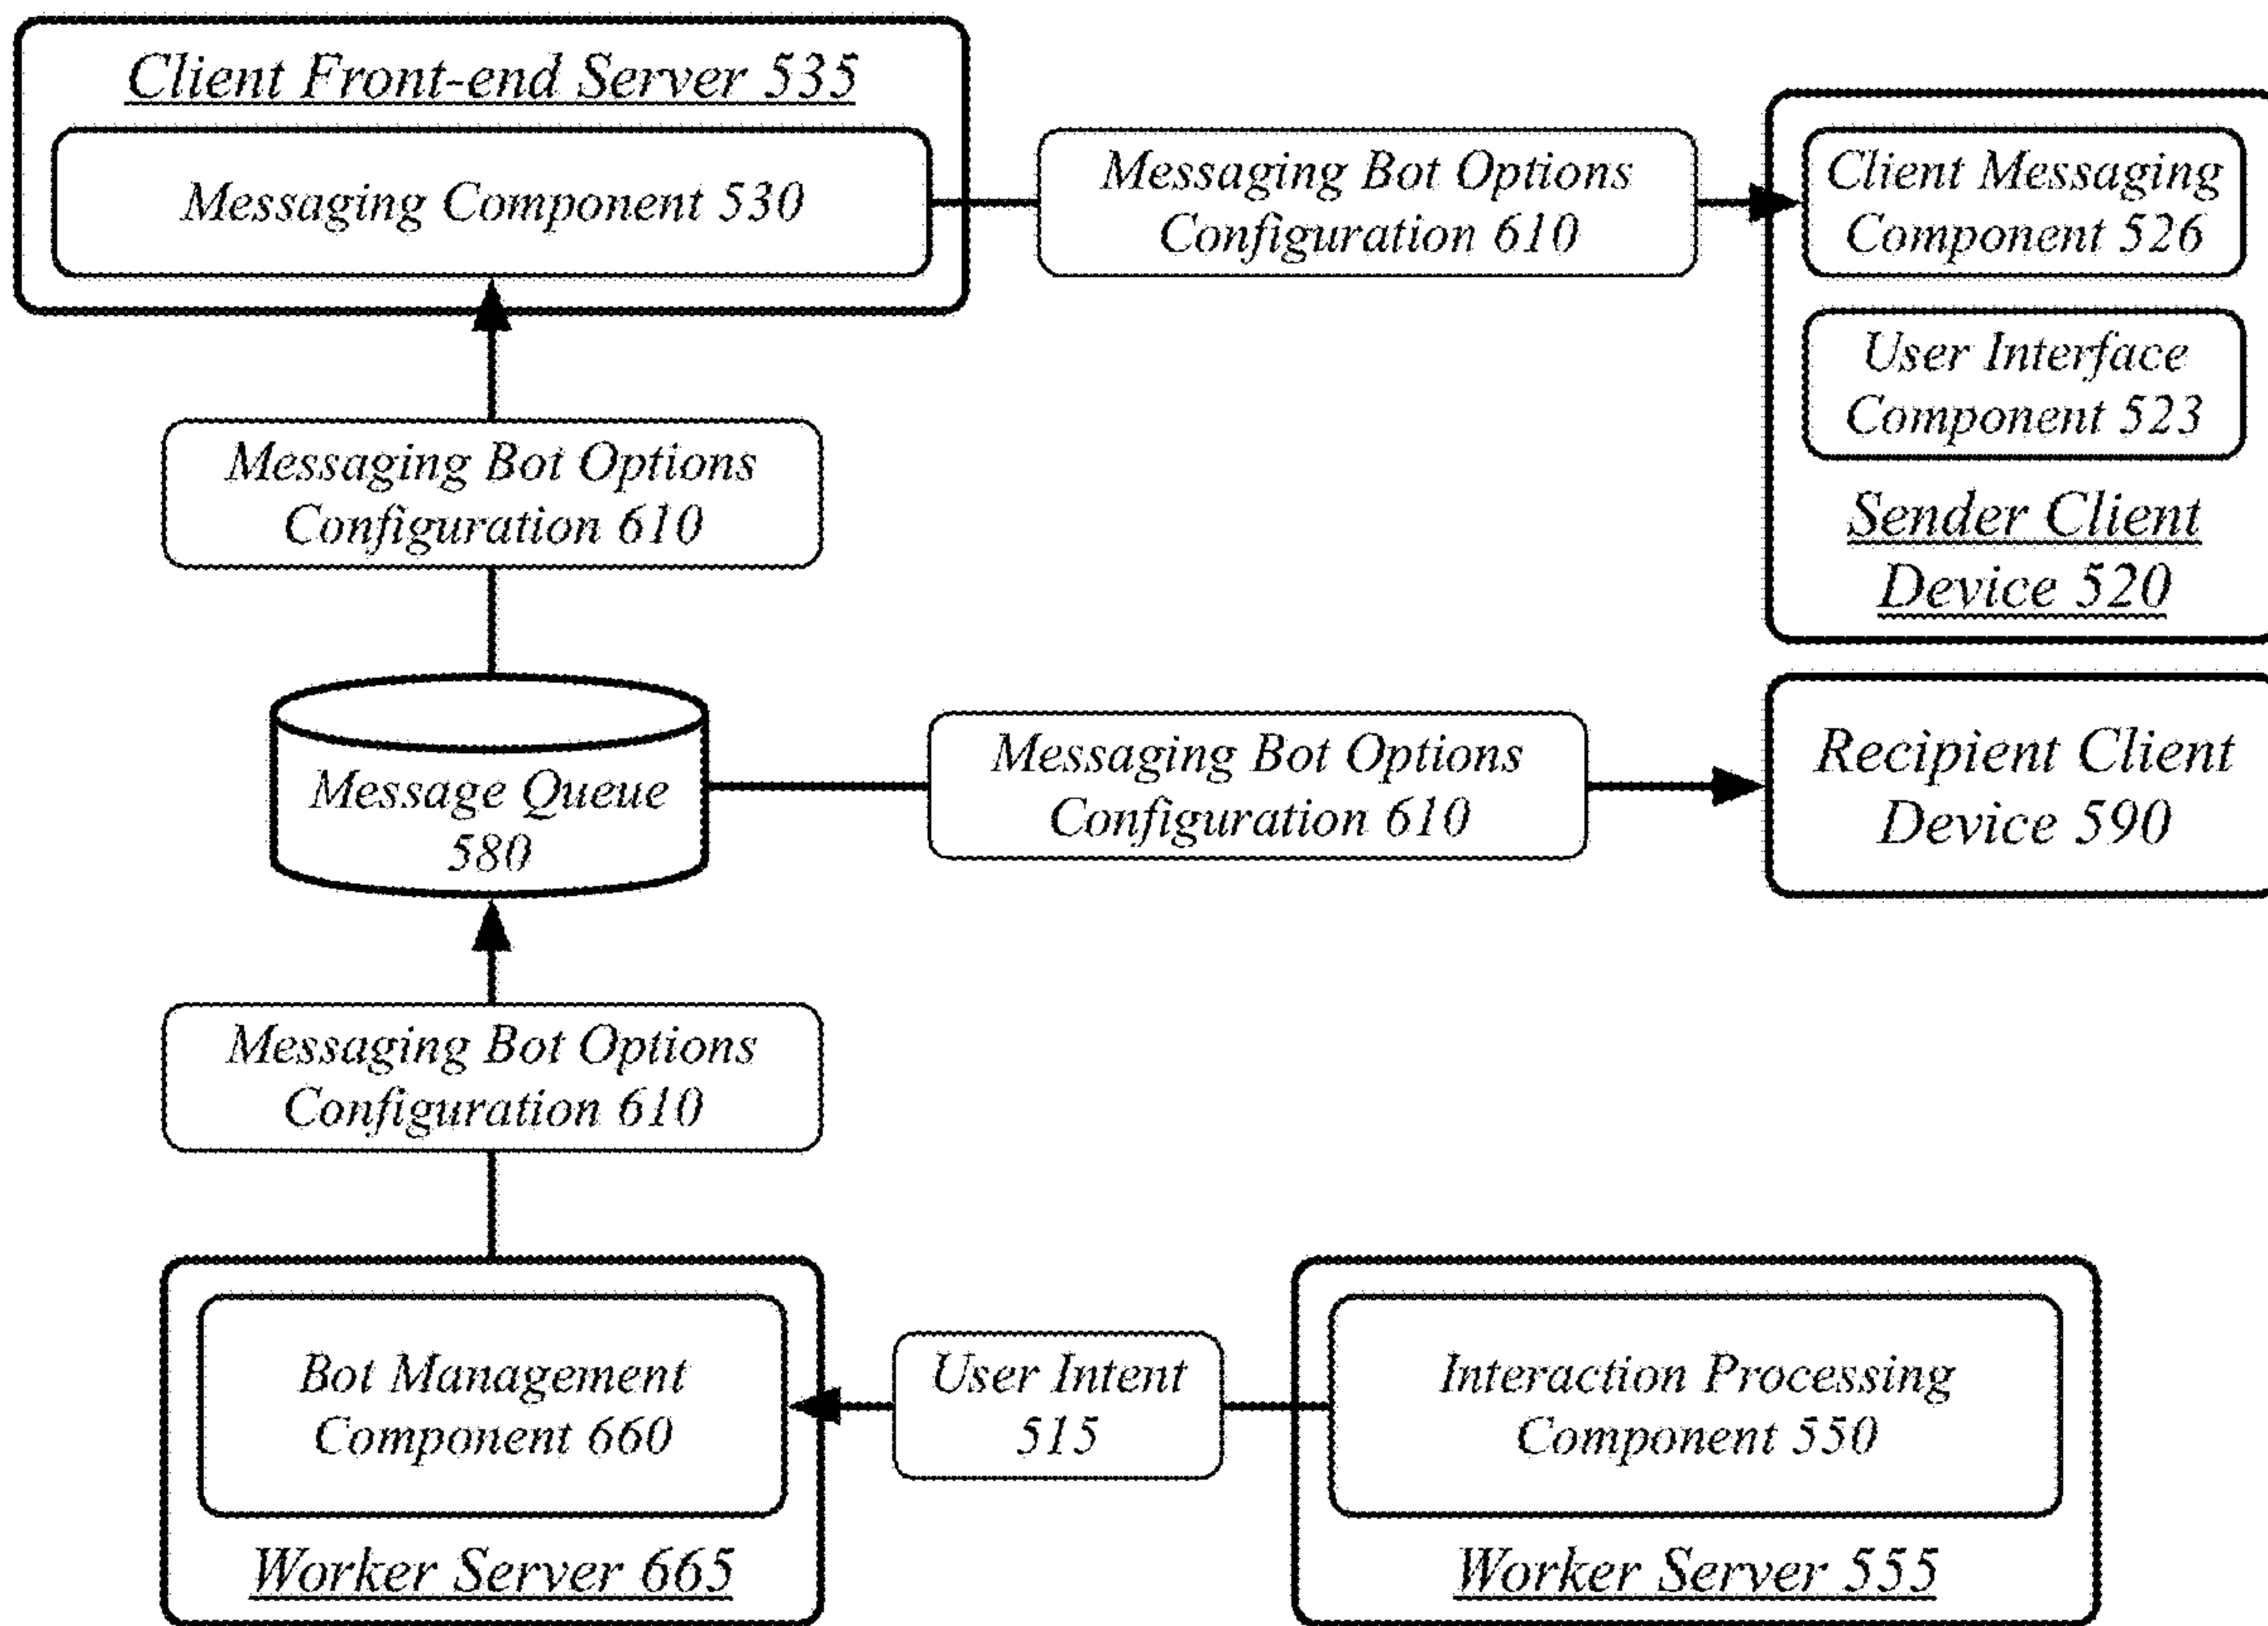 Client Front-end Server 535
Messaging Component 530
Messaging Bot Options
Configuration 610
Client Messaging
Component 526
User Interface
Component 523
Sender Client
Device 520
Messaging Bot Options
Configuration 610
Message Queue
580
Messaging Bot Options
Configuration 610
Recipient Client
Device 590
Messaging Bot Options
Configuration 610
Bot Management
Component 660
Worker Server 665
User Intent
515
Interaction Processing
Component 550
Worker Server 555